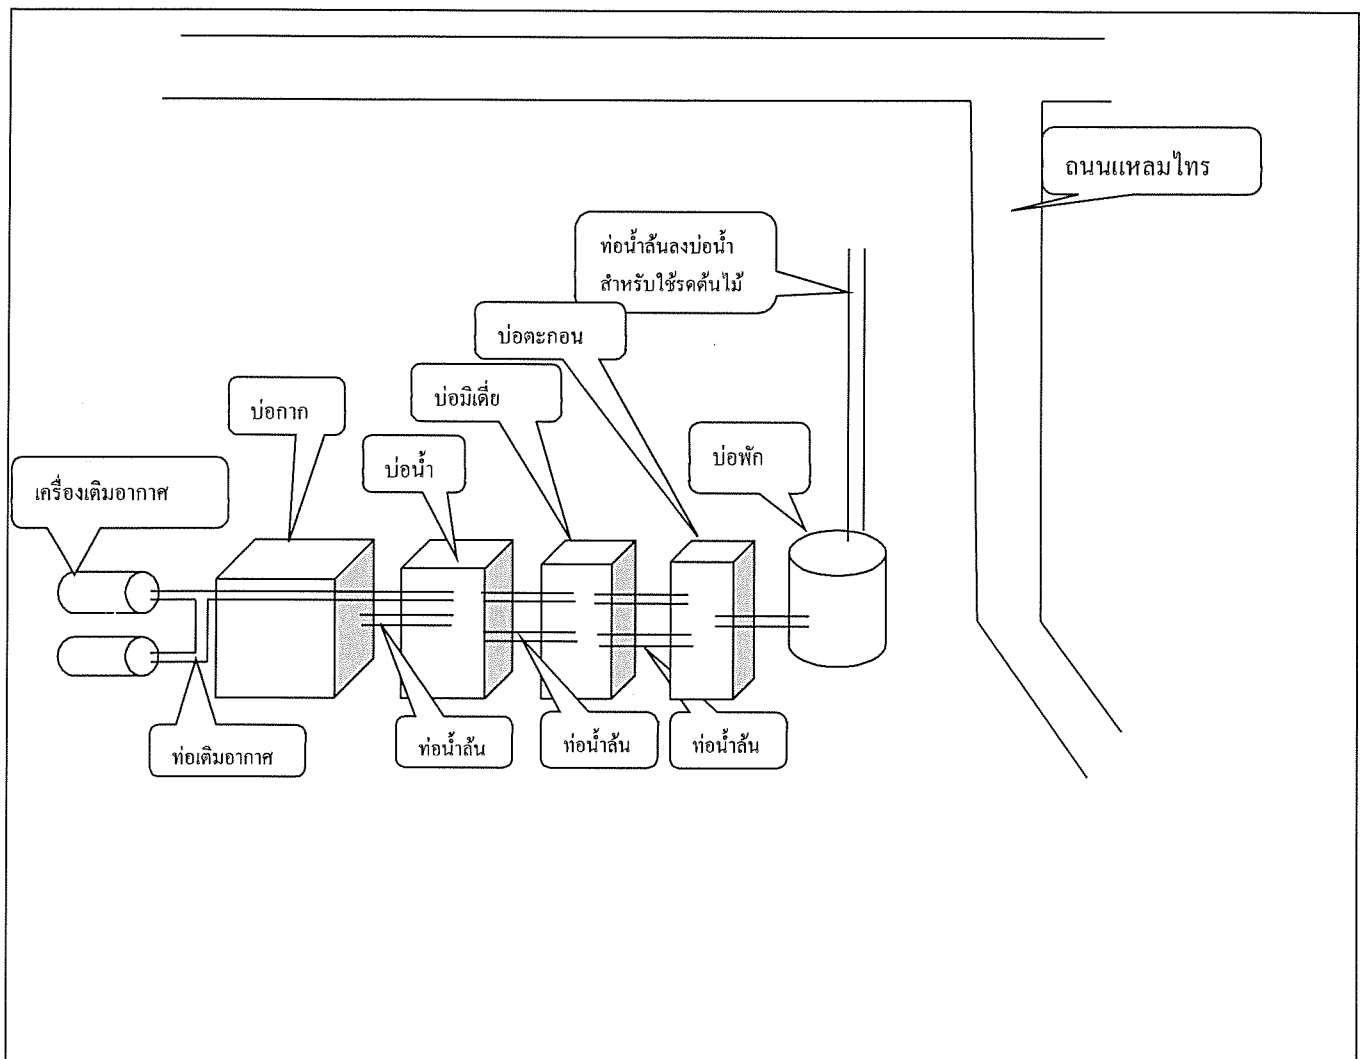 ถนนแหลมไทร
ท่อน้ำล้นลงบ่อน้ำ
สำหรับใช้รดต้นไม้
บ่อตะกอน
บ่อมิเดี่ย
บ่อกาก
บ่อน้ำ
บ่อพัก
เครื่องเติมอากาศ
ท่อเติมอากาศ
ท่อน้ำล้น
ท่อน้ำล้น
ท่อน้ำล้น